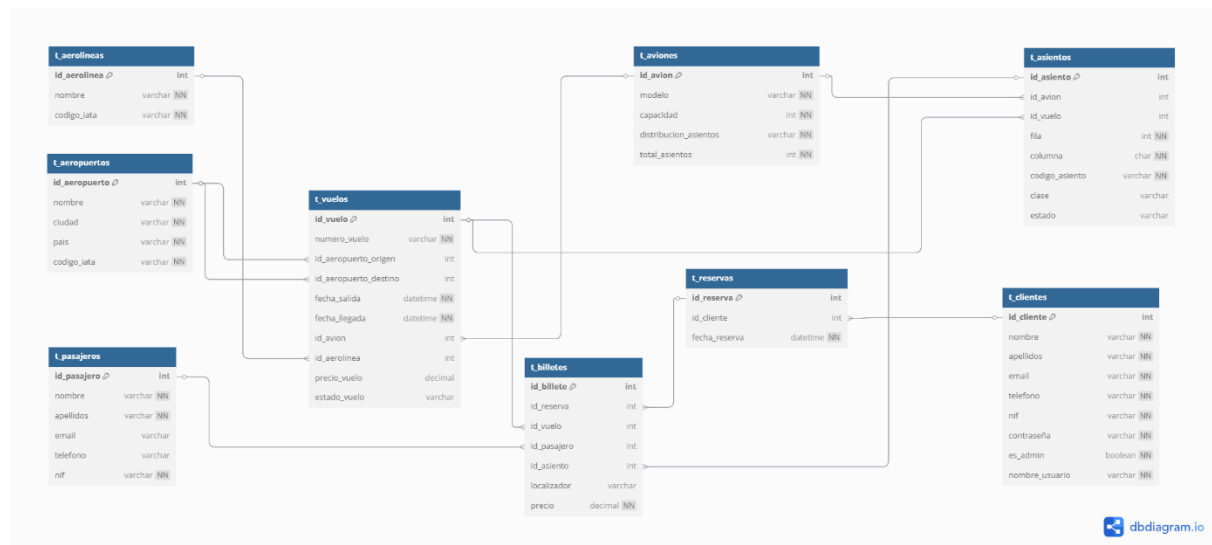 t_aerolineas
id_aerolinea int
nombre varchar NN
codigo_iata varchar NN
t_aeropuertos
id_aeropuerto int
nombre varchar NN
ciudad varchar NN
pais varchar NN
codigo_iata varchar NN
t_pasajeros
id_pasajero int
nombre varchar NN
apellidos varchar NN
email varchar
telefono varchar
nif varchar NN
t_vuelos
id_vuelo int
numero_vuelo varchar NN
id_aeropuerto_origen int
id_aeropuerto_destino int
fecha_salida datetime NN
fecha_llegada datetime NN
id_avion int
id_aerolinea int
precio_vuelo decimal
estado_vuelo varchar
t_billetes
id_billete int
id_reserva int
id_vuelo int
id_pasajero int
id_asiento int
localizador varchar
precio decimal NN
t_aviones
id_avion int
modelo varchar NN
capacidad int NN
distribucion_asientos varchar NN
total_asientos int NN
t_reservas
id_reserva int
id_cliente int
fecha_reserva datetime NN
t_asientos
id_asiento int
id_avion int
id_vuelo int
fila int NN
columna char NN
codigo_asiento varchar NN
clase varchar
estado varchar
t_clientes
id_cliente int
nombre varchar NN
apellidos varchar NN
email varchar NN
telefono varchar NN
nif varchar NN
contraseña varchar NN
es_admin boolean NN
nombre_usuario varchar NN
dbdiagram.io